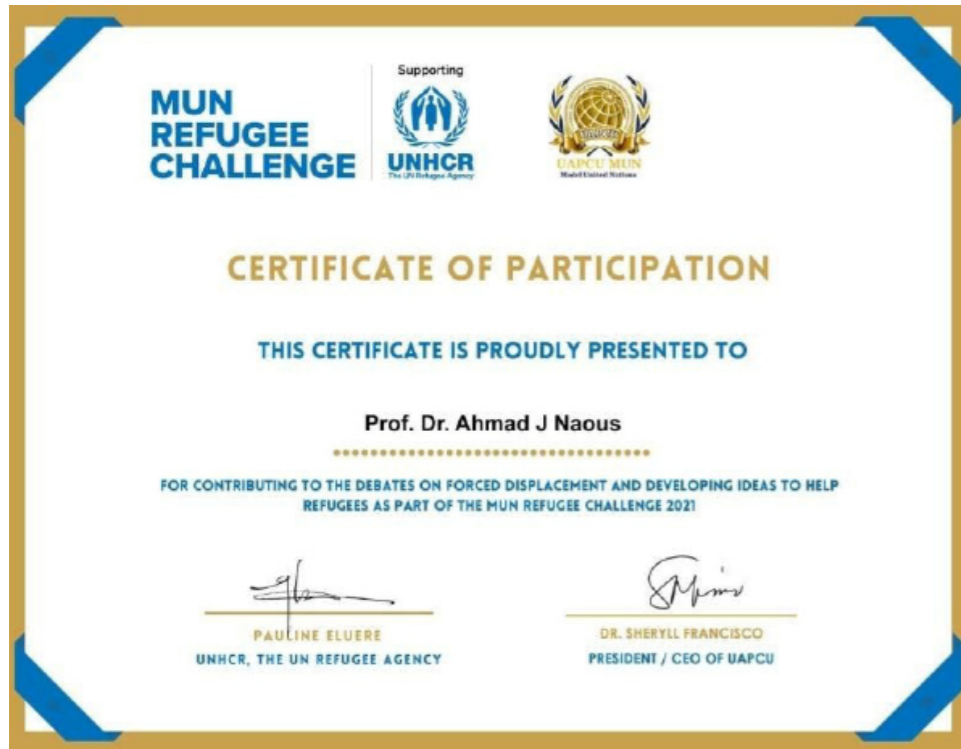 MUN
REFUGEE
CHALLENGE
Supporting
UNHCR
The UN Refugee Agency
UAPCU MUN
Model United Nations
CERTIFICATE OF PARTICIPATION
THIS CERTIFICATE IS PROUDLY PRESENTED TO
Prof. Dr. Ahmad J Naous
FOR CONTRIBUTING TO THE DEBATES ON FORCED DISPLACEMENT AND DEVELOPING IDEAS TO HELP
REFUGEES AS PART OF THE MUN REFUGEE CHALLENGE 2021
PAULINE ELUERE
UNHCR, THE UN REFUGEE AGENCY
DR. SHERYLL FRANCISCO
PRESIDENT / CEO OF UAPCU